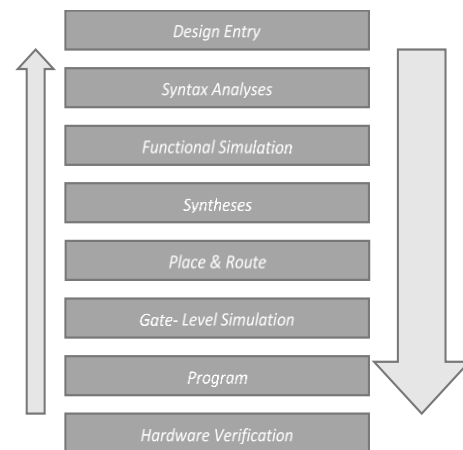 Design Entry
Syntax Analyses
Functional Simulation
Syntheses
Place & Route
Gate- Level Simulation
Program
Hardware Verification